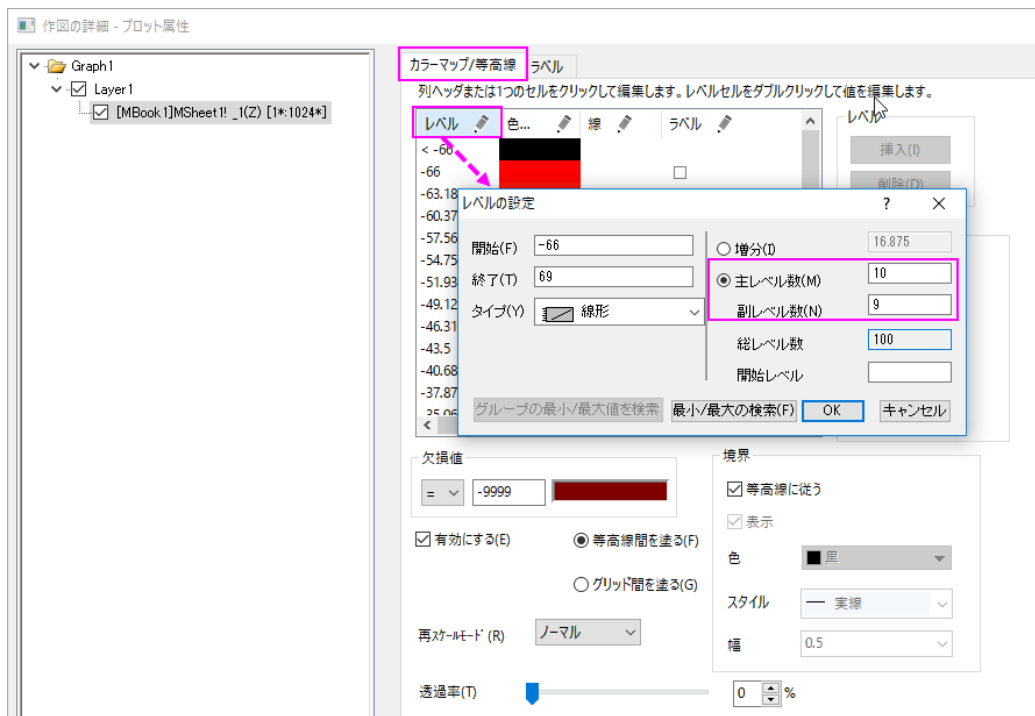 作図の詳細 - プロット属性
Graph1
Layer1
[MBook1]MSheet1! _1(Z) [1*:1024*]
カラーマップ/等高線 ラベル
列ヘッダまたは1つのセルをクリックして編集します。レベルセルをダブルクリックして値を編集します。
レベル 色... 線 ラベル
レベル
< -66
挿入(I)
-66
削除(D)
-63.18
-60.37
-57.56
-54.75
-51.93
-49.12
-46.31
-43.5
-40.68
-37.87
-35.06
レベルの設定 ?
開始(F) -66
増分(I) 16.875
終了(T) 69
主レベル数(M) 10
タイプ(Y) 線形
副レベル数(N) 9
総レベル数 100
開始レベル
グループの最小/最大値を検索 最小/最大の検索(F) OK キャンセル
欠損値
= -9999
有効にする(E)
等高線間を塗る(F)
グリッド間を塗る(G)
再スケールモード(R) ノーマル
透過率(T) 0 %
境界
等高線に従う
表示
色 黒
スタイル 実線
幅 0.5